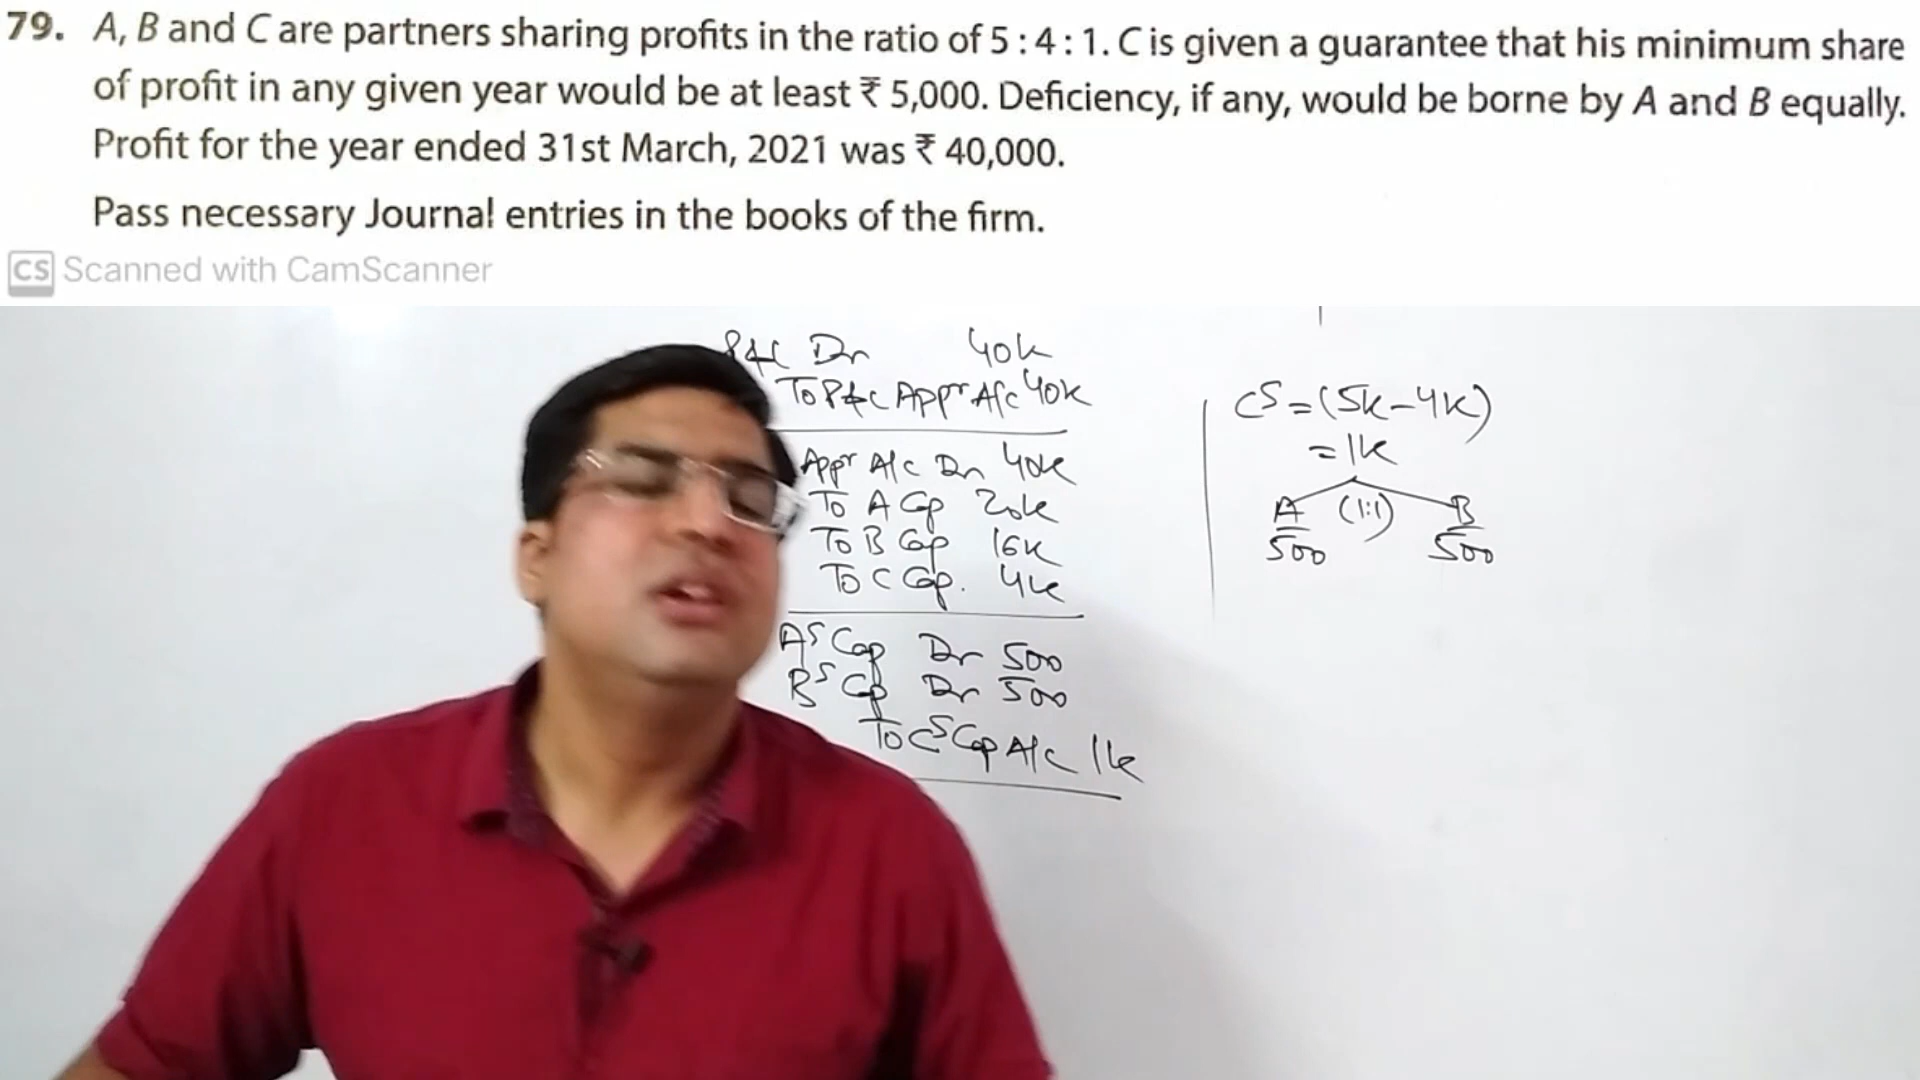 79. A, B and C are partners sharing profits in the ratio of 5 : 4 : 1. C is given a guarantee that his minimum share
of profit in any given year would be at least ₹ 5,000. Deficiency, if any, would be borne by A and B equally.
Profit for the year ended 31st March, 2021 was ₹ 40,000.
Pass necessary Journal entries in the books of the firm.
CS Scanned with CamScanner
P&L Dr 40k
To P&L Appr A/c 40k
Appr A/c Dr 40k
To A Cap 20k
To B Cap 16k
To C Cap. 4k
A's Cap Dr 500
B's Cap Dr 500
To C's Cap A/c 1k
C's = (5k-4k)
= 1k
A (1:1) B
500 500